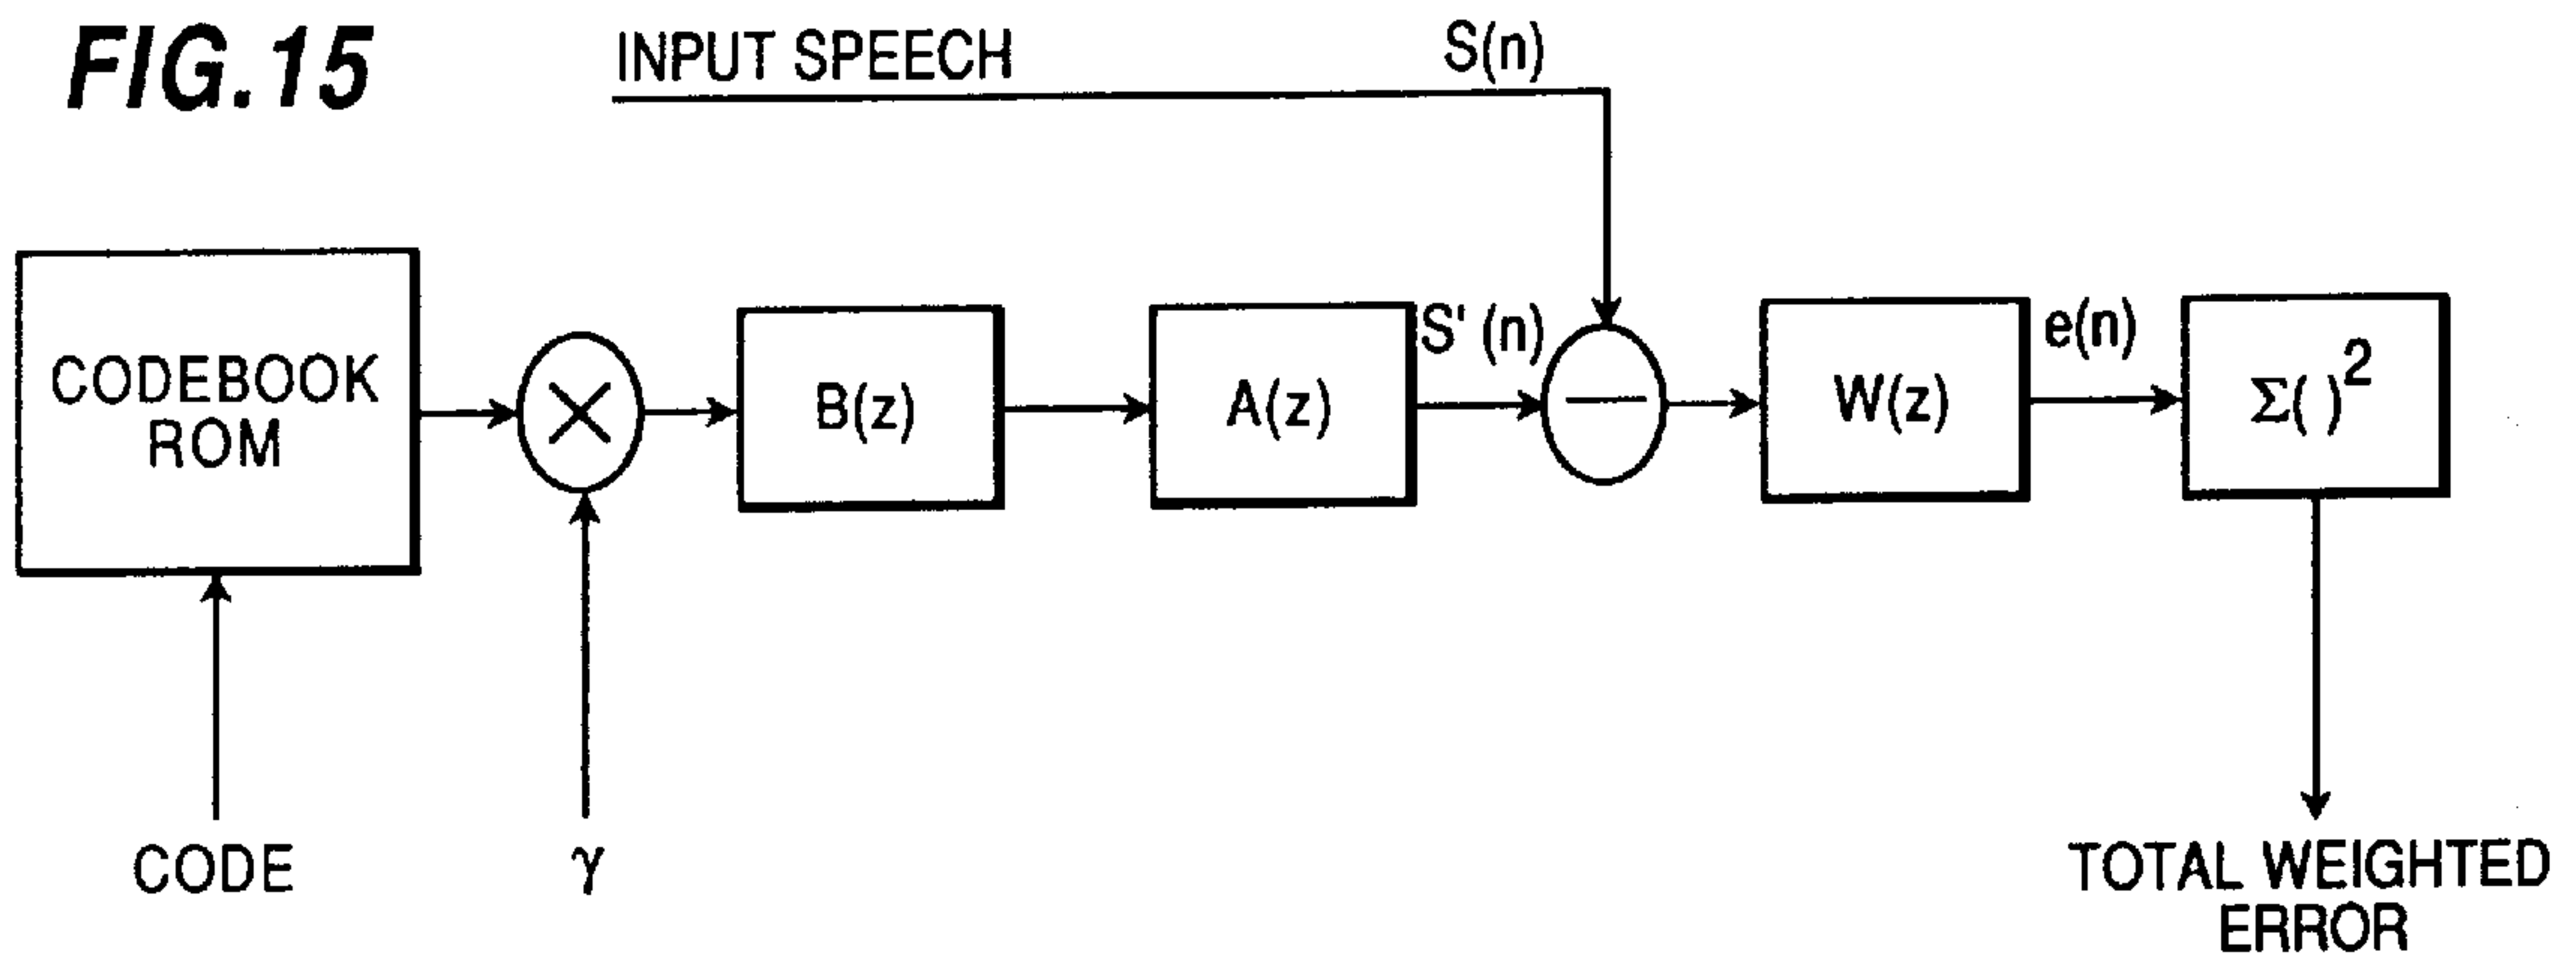 FIG.15
INPUT SPEECH
S(n)
CODEBOOK
ROM
×
B(z)
A(z)
S' (n)
—
W(z)
e(n)
Σ( )²
CODE
γ
TOTAL WEIGHTED
ERROR